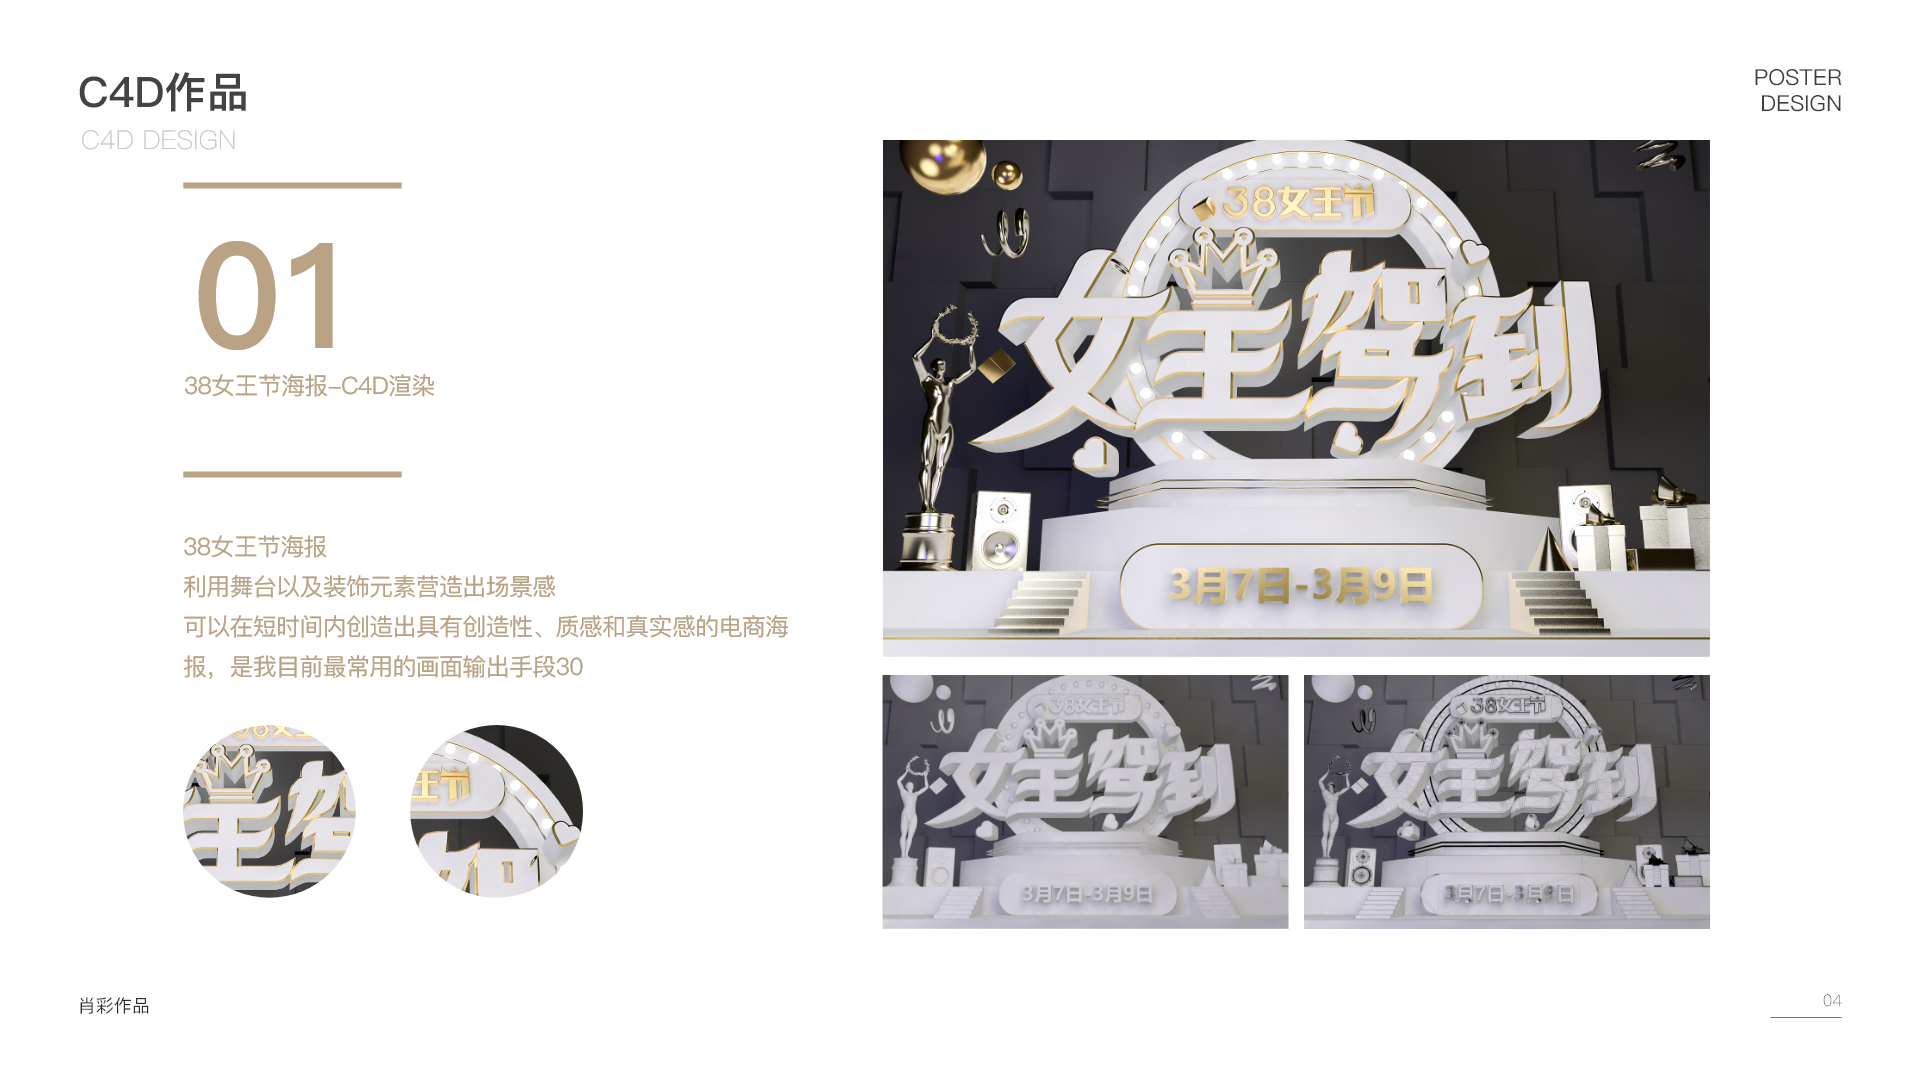 C4D作品
C4D DESIGN
POSTER
DESIGN
01
38女王节海报-C4D渲染
38女王节海报
利用舞台以及装饰元素营造出场景感
可以在短时间内创造出具有创造性、质感和真实感的电商海
报，是我目前最常用的画面输出手段30
38女王节
女王驾到
3月7日-3月9日
38女王节
女王驾到
3月7日-3月9日
38女王节
女王驾到
3月7日-3月9日
肖彩作品
04